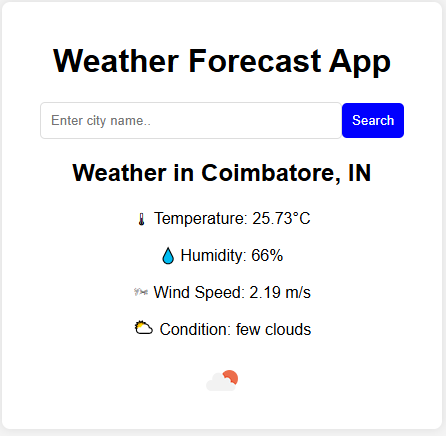 Weather Forecast App
Enter city name..
Search
Weather in Coimbatore, IN
Temperature: 25.73°C
Humidity: 66%
Wind Speed: 2.19 m/s
Condition: few clouds